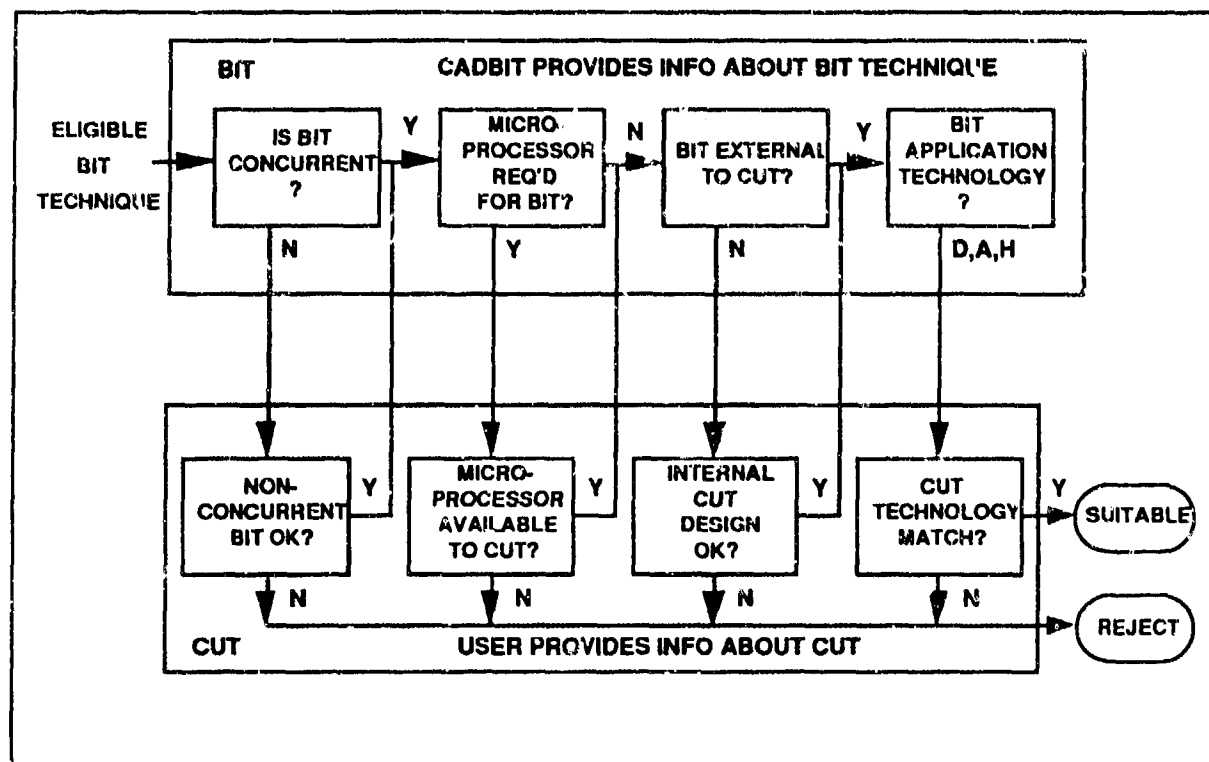 BIT
CADBIT PROVIDES INFO ABOUT BIT TECHNIQUE
ELIGIBLE
BIT
TECHNIQUE
IS BIT
CONCURRENT
?
Y
N
MICRO-
PROCESSOR
REQ'D
FOR BIT?
N
Y
BIT EXTERNAL
TO CUT?
Y
N
BIT
APPLICATION
TECHNOLOGY
?
D,A,H
NON-
CONCURRENT
BIT OK?
Y
N
MICRO-
PROCESSOR
AVAILABLE
TO CUT?
Y
N
INTERNAL
CUT
DESIGN
OK?
Y
N
CUT
TECHNOLOGY
MATCH?
Y
N
SUITABLE
REJECT
CUT
USER PROVIDES INFO ABOUT CUT